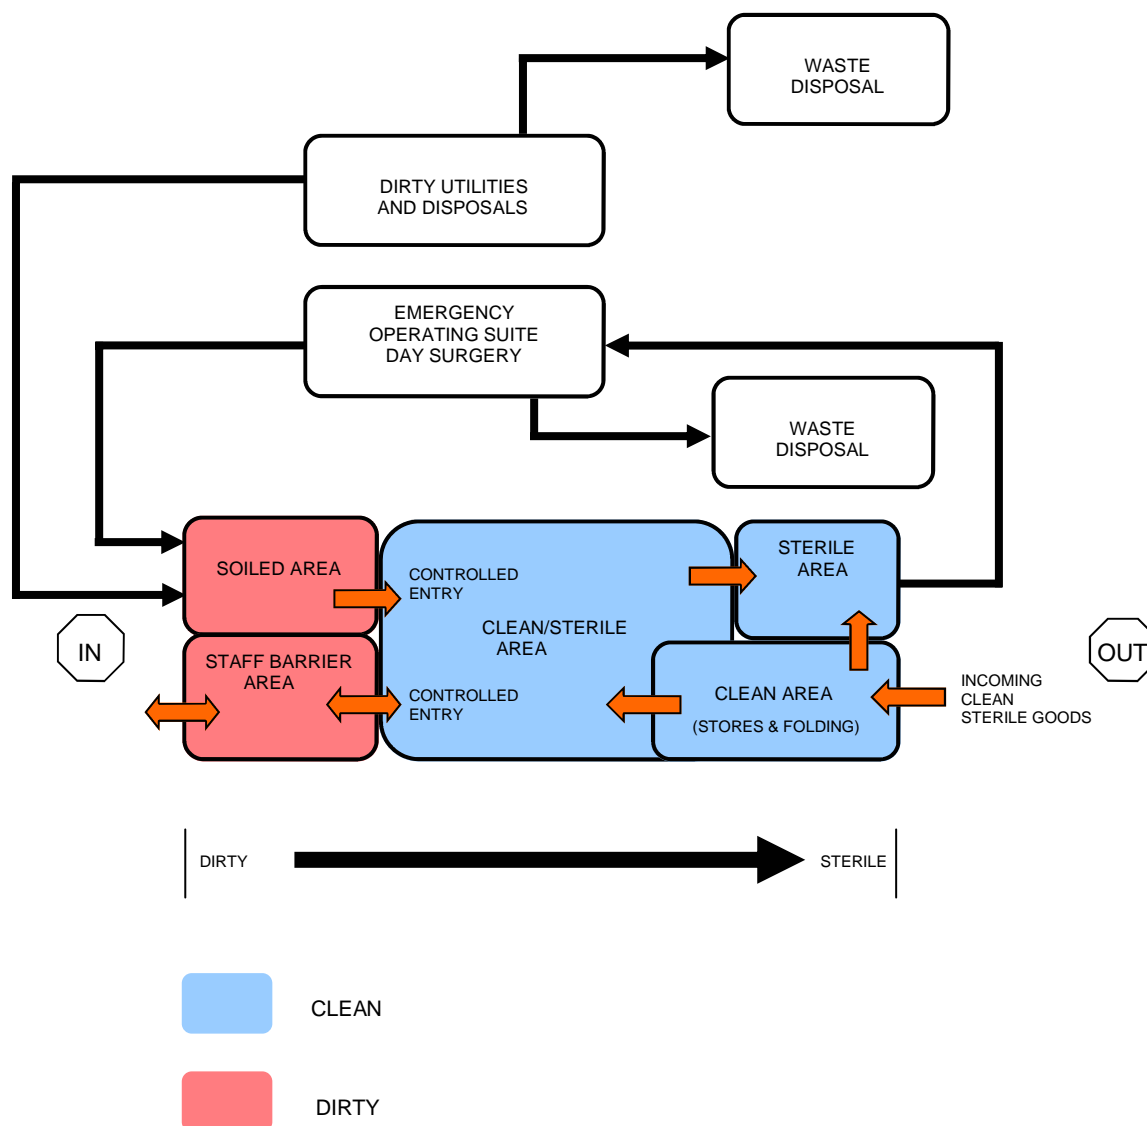 WASTE
DISPOSAL
DIRTY UTILITIES
AND DISPOSALS
EMERGENCY
OPERATING SUITE
DAY SURGERY
WASTE
DISPOSAL
SOILED AREA
CONTROLLED
ENTRY
STERILE
AREA
CLEAN/STERILE
AREA
IN
STAFF BARRIER
AREA
CONTROLLED
ENTRY
CLEAN AREA
(STORES & FOLDING)
OUT
INCOMING
CLEAN
STERILE GOODS
DIRTY
STERILE
CLEAN
DIRTY